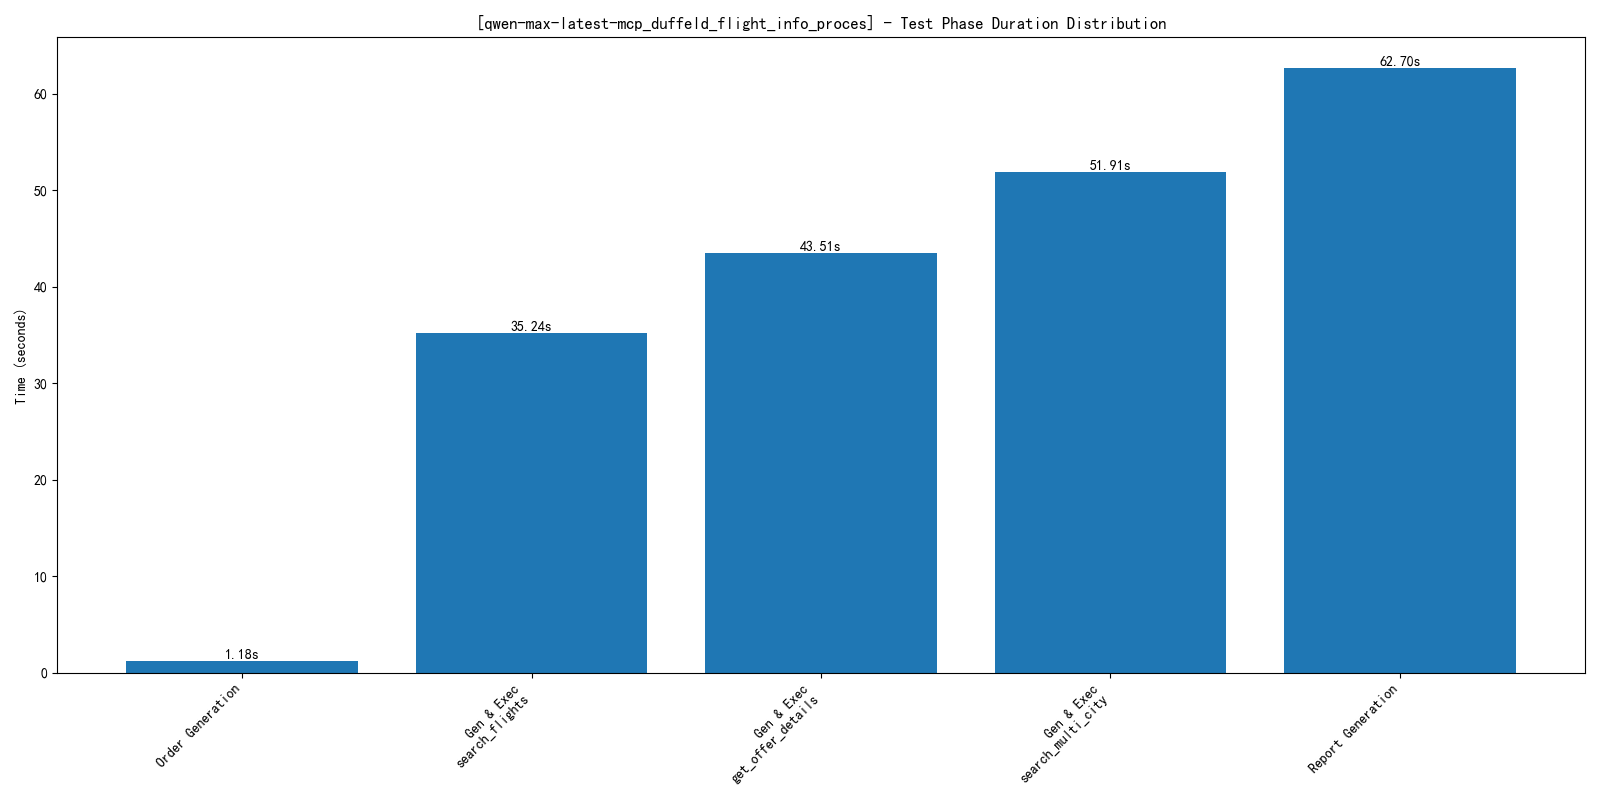 [qwen-max-latest-mcp_duffeld_flight_info_proces] - Test Phase Duration Distribution
62.70s
60
51.91s
50
43.51s
40
35.24s
30
Time (seconds)
20
10
1.18s
0
Order Generation
Gen & Exec
search_flights
Gen & Exec
get_offer_details
Gen & Exec
search_multi_city
Report Generation